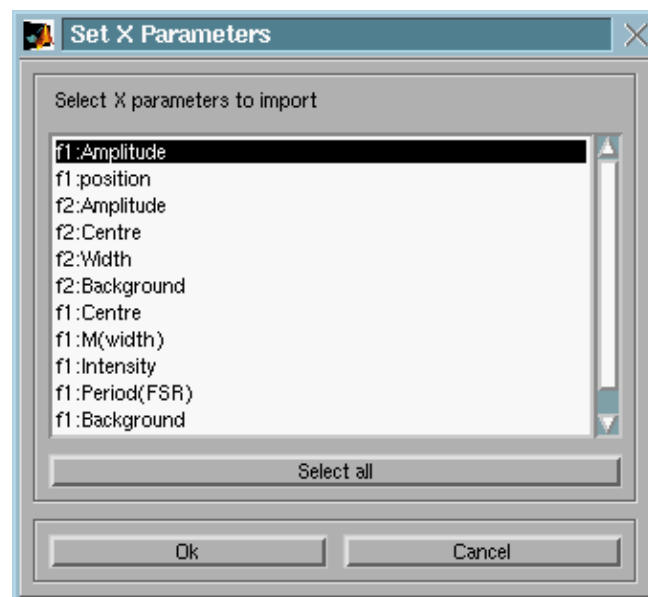 Set X Parameters
Select X parameters to import
f1:Amplitude
f1:position
f2:Amplitude
f2:Centre
f2:Width
f2:Background
f1:Centre
f1:M(width)
f1:Intensity
f1:Period(FSR)
f1:Background
Select all
Ok Cancel